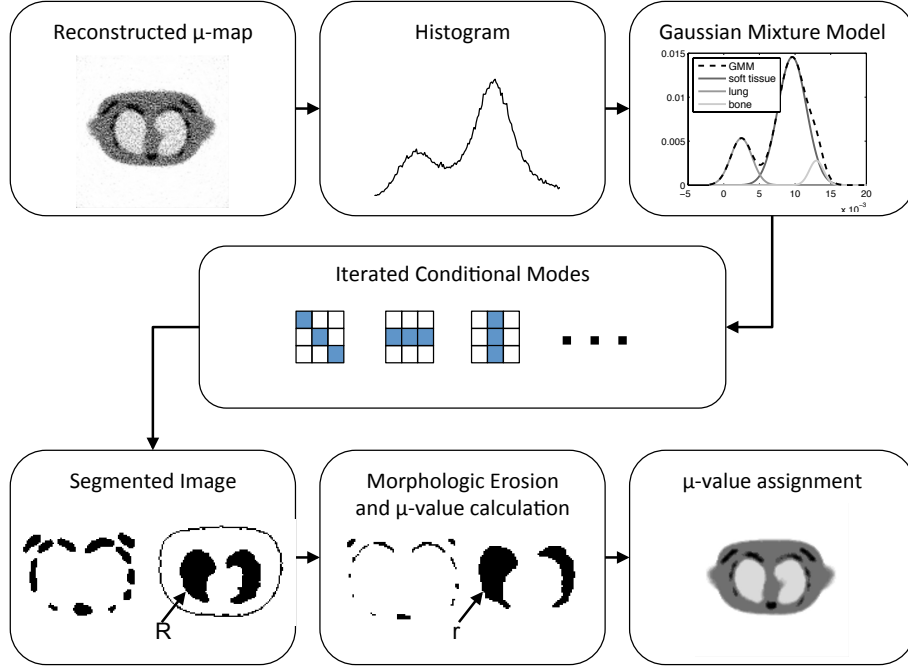 Reconstructed μ-map
Histogram
Gaussian Mixture Model
0.015
0.01
0.005
0
GMM
soft tissue
lung
bone
−5 0 5 10 15 20
x 10⁻³
Iterated Conditional Modes
Segmented Image
R
Morphologic Erosion
and μ-value calculation
r
μ-value assignment